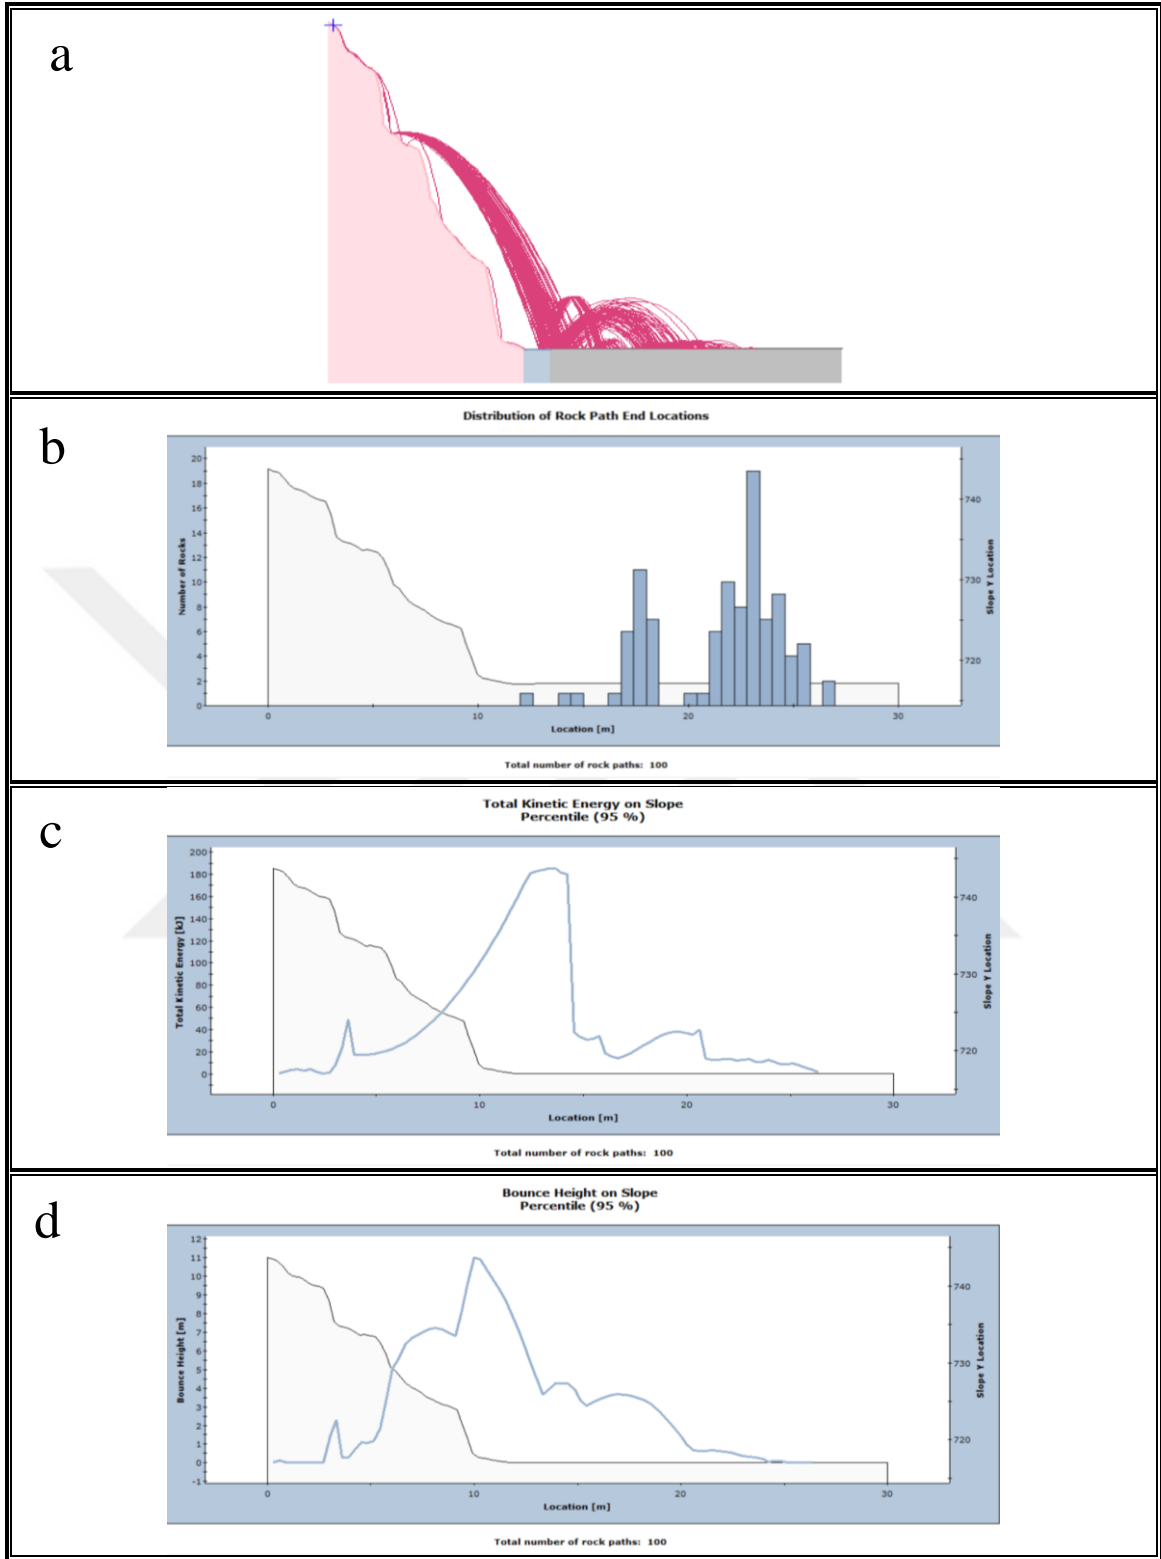 a
b
Distribution of Rock Path End Locations
Number of Rocks
20
18
16
14
12
10
8
6
4
2
0
740
730
720
Slope Y Location
0 10 20 30
Location [m]
Total number of rock paths: 100
c
Total Kinetic Energy on Slope
Percentile (95 %)
Total Kinetic Energy [kJ]
200
180
160
140
120
100
80
60
40
20
0
740
730
720
Slope Y Location
0 10 20 30
Location [m]
Total number of rock paths: 100
d
Bounce Height on Slope
Percentile (95 %)
Bounce Height [m]
12
11
10
9
8
7
6
5
4
3
2
1
0
-1
740
730
720
Slope Y Location
0 10 20 30
Location [m]
Total number of rock paths: 100